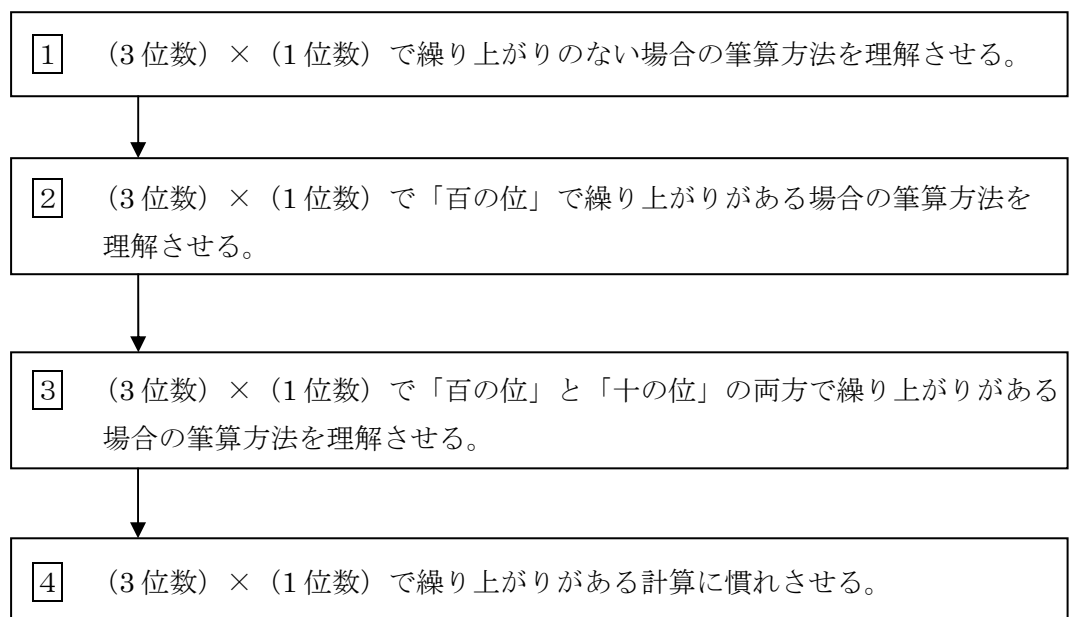 1 （3位数）×（1位数）で繰り上がりのない場合の筆算方法を理解させる。
2 （3位数）×（1位数）で「百の位」で繰り上がりがある場合の筆算方法を
理解させる。
3 （3位数）×（1位数）で「百の位」と「十の位」の両方で繰り上がりがある
場合の筆算方法を理解させる。
4 （3位数）×（1位数）で繰り上がりがある計算に慣れさせる。